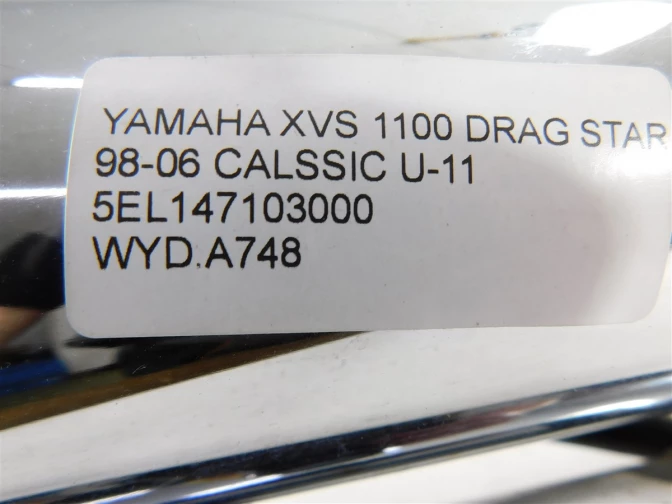 YAMAHA XVS 1100 DRAG STAR
98-06 CALSSIC U-11
5EL147103000
WYD.A748